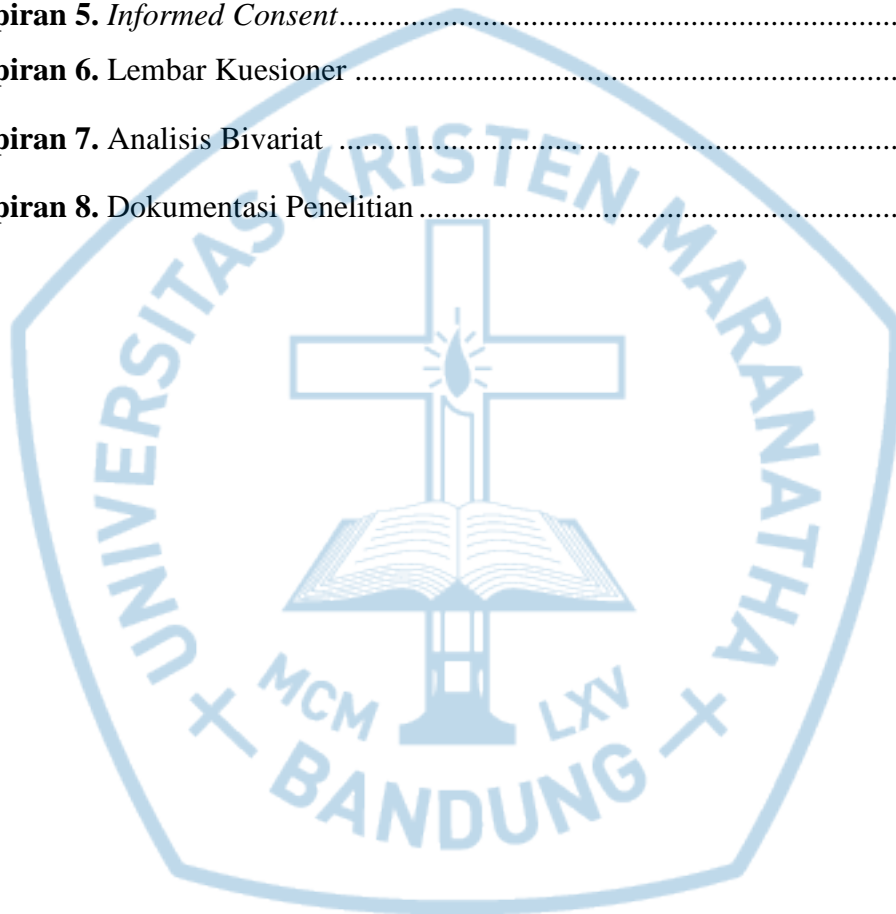 piran 5. Informed Consent
piran 6. Lembar Kuesioner
piran 7. Analisis Bivariat
piran 8. Dokumentasi Penelitian
UNIVERSITAS KRISTEN MARANATHA
MCM LXV
BANDUNG